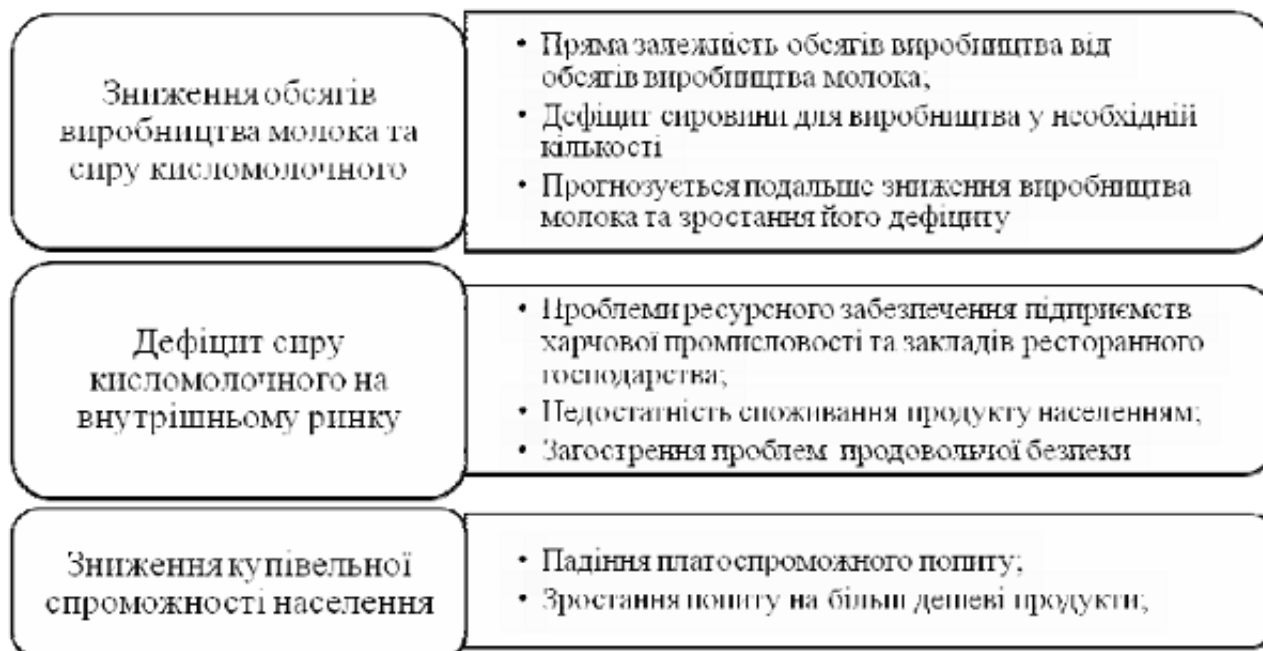 Зниження обсягів
виробництва молока та
сиру кисломолочного
• Пряма залежність обсягів виробництва від
обсягів виробництва молока;
• Дефіцит сировини для виробництва у необхідній
кількості
• Прогнозується подальше зниження виробництва
молока та зростання його дефіциту
Дефіцит сиру
кисломолочного на
внутрішньому ринку
• Проблеми ресурсного забезпечення підприємств
харчової промисловості та закладів ресторанного
господарства;
• Недостатність споживання продукту населенням;
• Загострення проблем продовольчої безпеки
Зниження купівельної
спроможності населення
• Падіння платоспроможного попиту;
• Зростання попиту на більш дешеві продукти;